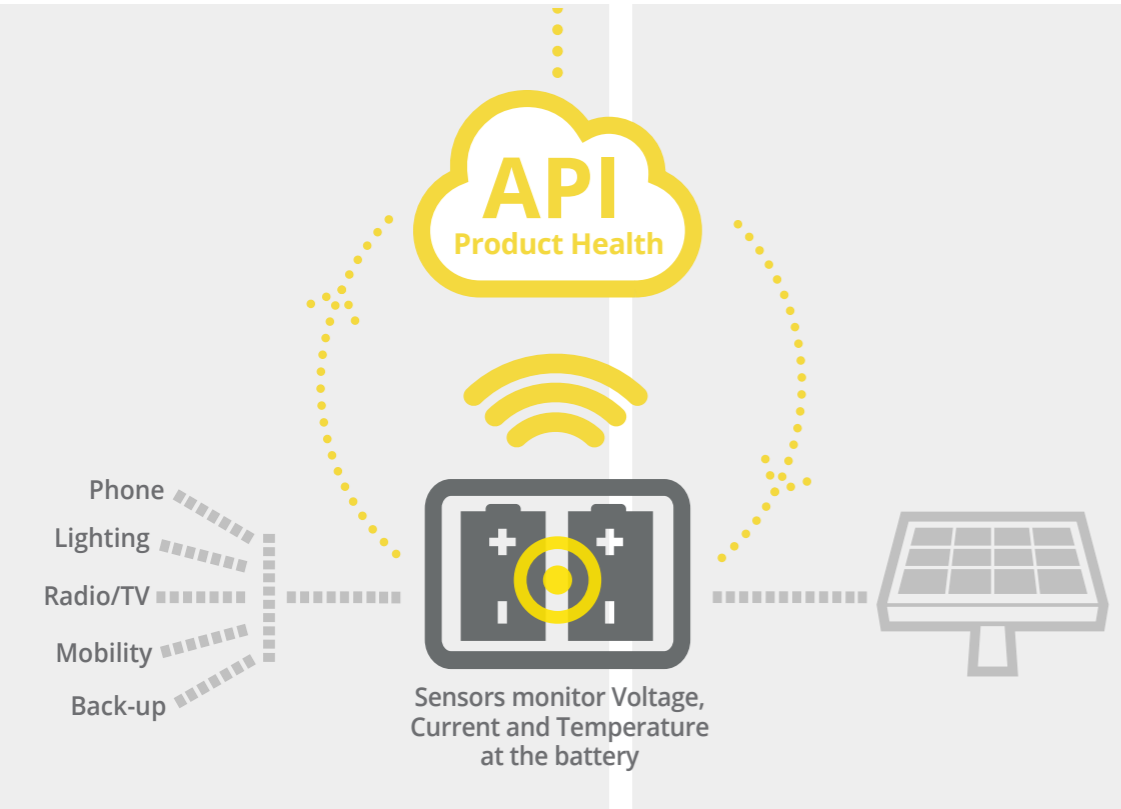 API
Product Health
Phone
Lighting
Radio/TV
Mobility
Back-up
Sensors monitor Voltage,
Current and Temperature
at the battery